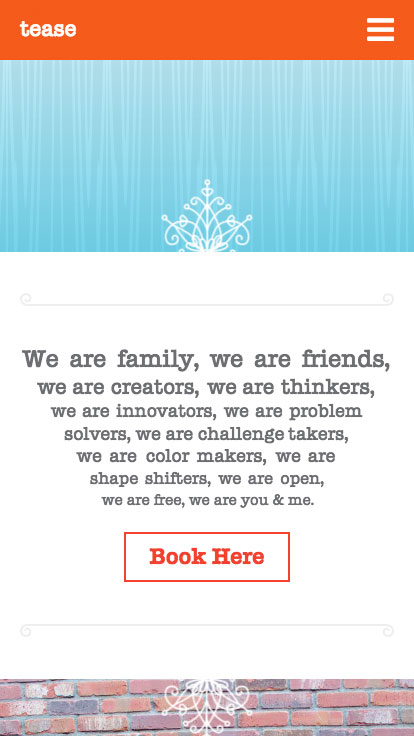 tease
We are family, we are friends,
we are creators, we are thinkers,
we are innovators, we are problem
solvers, we are challenge takers,
we are color makers, we are
shape shifters, we are open,
we are free, we are you & me.
Book Here